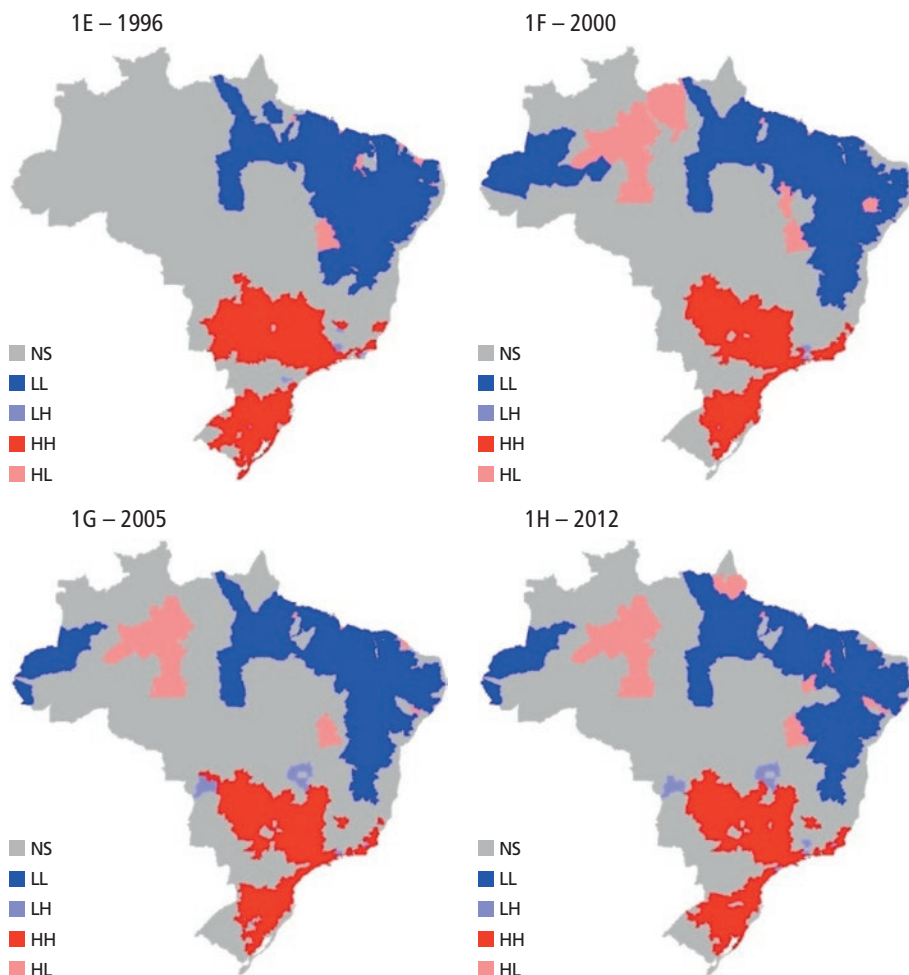 1E – 1996
NS
LL
LH
HH
HL
1F – 2000
NS
LL
LH
HH
HL
1G – 2005
NS
LL
LH
HH
HL
1H – 2012
NS
LL
LH
HH
HL